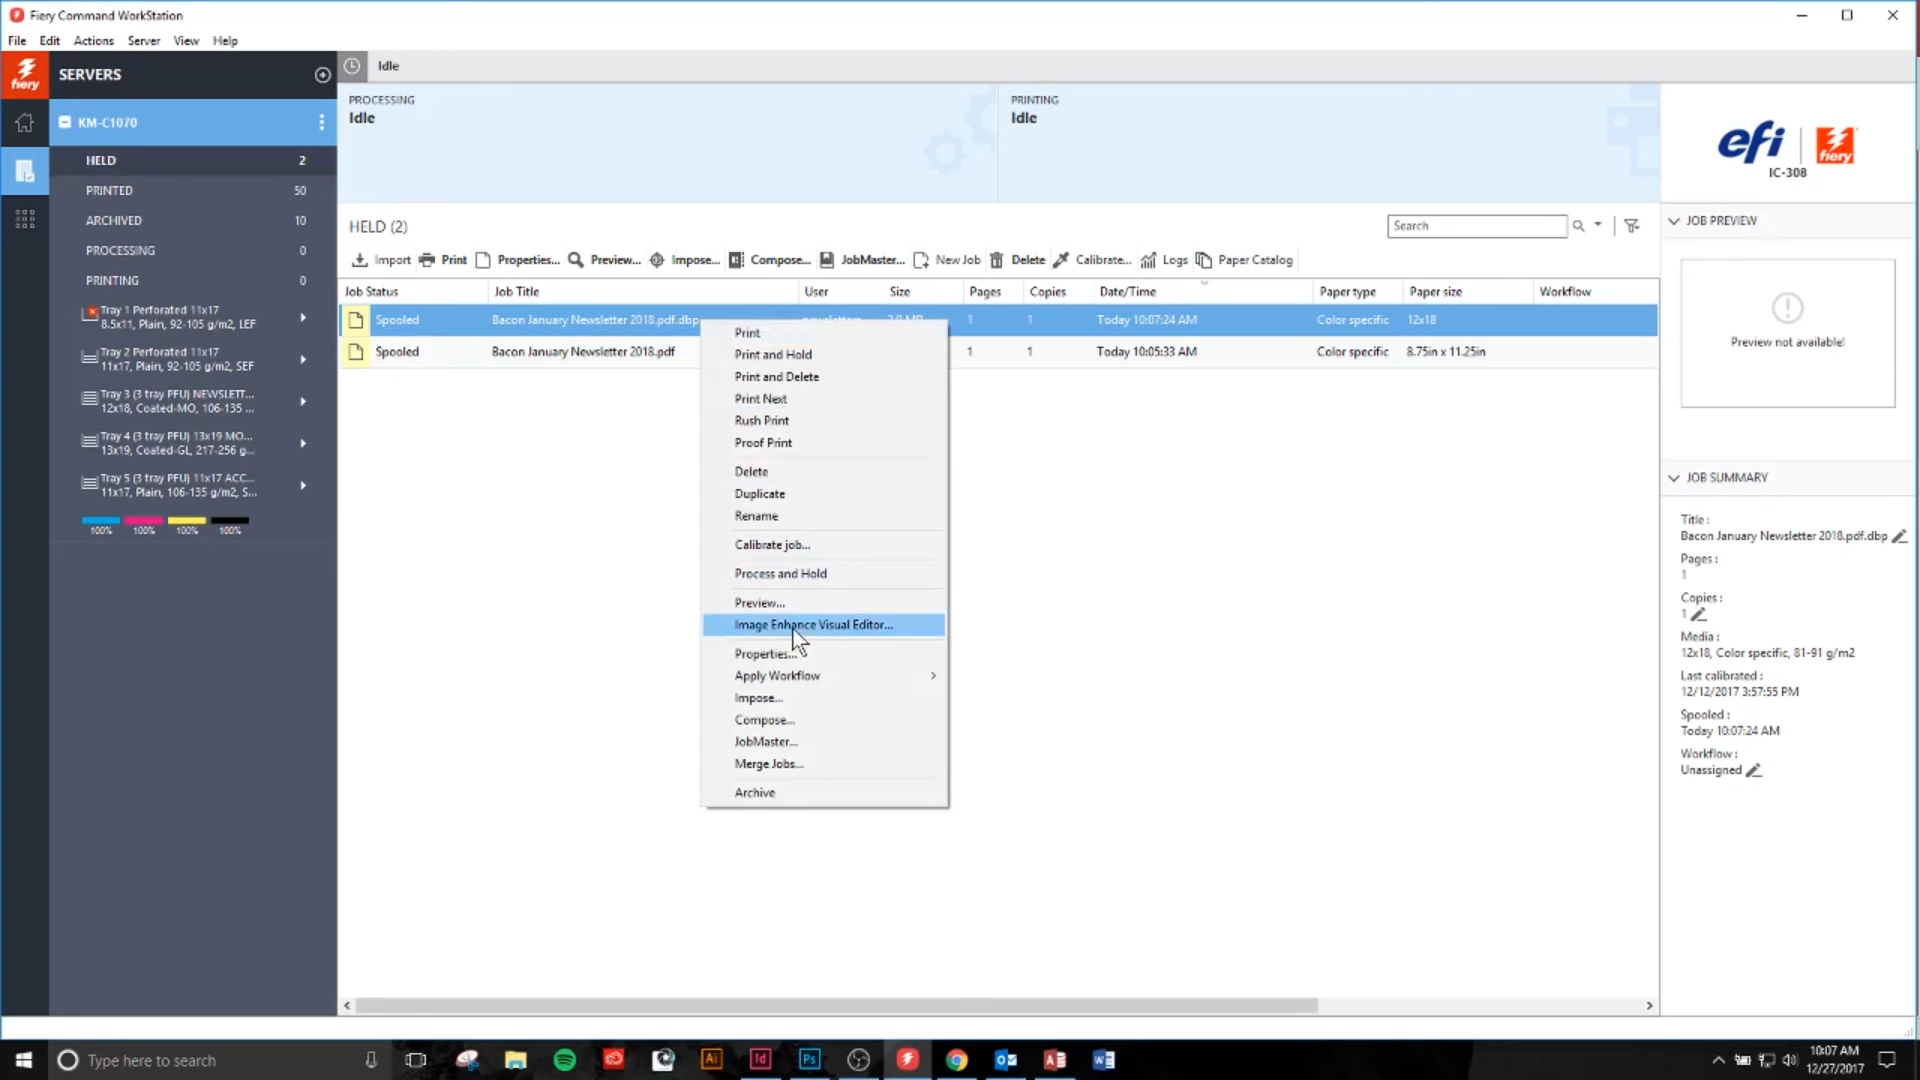 Fiery Command WorkStation
File Edit Actions Server View Help
fiery
SERVERS
Idle
KM-C1070
HELD 2
PRINTED 50
ARCHIVED 10
PROCESSING 0
PRINTING 0
Tray 1 Perforated 11x17
8.5x11, Plain, 92-105 g/m2, LEF
Tray 2 Perforated 11x17
11x17, Plain, 92-105 g/m2, SEF
Tray 3 (3 tray PFU) NEWSLETT...
12x18, Coated-MO, 106-135 ...
Tray 4 (3 tray PFU) 13x19 MO...
13x19, Coated-GL, 217-256 g...
Tray 5 (3 tray PFU) 11x17 ACC...
11x17, Plain, 106-135 g/m2, S...
100% 100% 100% 100%
PROCESSING
Idle
PRINTING
Idle
efi fiery
IC-308
HELD (2)
Search
Import Print Properties... Preview... Impose... Compose... JobMaster... New Job Delete Calibrate... Logs Paper Catalog
Job Status Job Title User Size Pages Copies Date/Time Paper type Paper size Workflow
Spooled Bacon January Newsletter 2018.pdf.dbp 1 1 Today 10:07:24 AM Color specific 12x18
Spooled Bacon January Newsletter 2018.pdf 1 1 Today 10:05:33 AM Color specific 8.75in x 11.25in
Print
Print and Hold
Print and Delete
Print Next
Rush Print
Proof Print
Delete
Duplicate
Rename
Calibrate job...
Process and Hold
Preview...
Image Enhance Visual Editor...
Properties...
Apply Workflow
Impose...
Compose...
JobMaster...
Merge Jobs...
Archive
JOB PREVIEW
Preview not available!
JOB SUMMARY
Title :
Bacon January Newsletter 2018.pdf.dbp
Pages :
1
Copies :
1
Media :
12x18, Color specific, 81-91 g/m2
Last calibrated :
12/12/2017 3:57:55 PM
Spooled :
Today 10:07:24 AM
Workflow :
Unassigned
Type here to search
Ai Id Ps
10:07 AM
12/27/2017